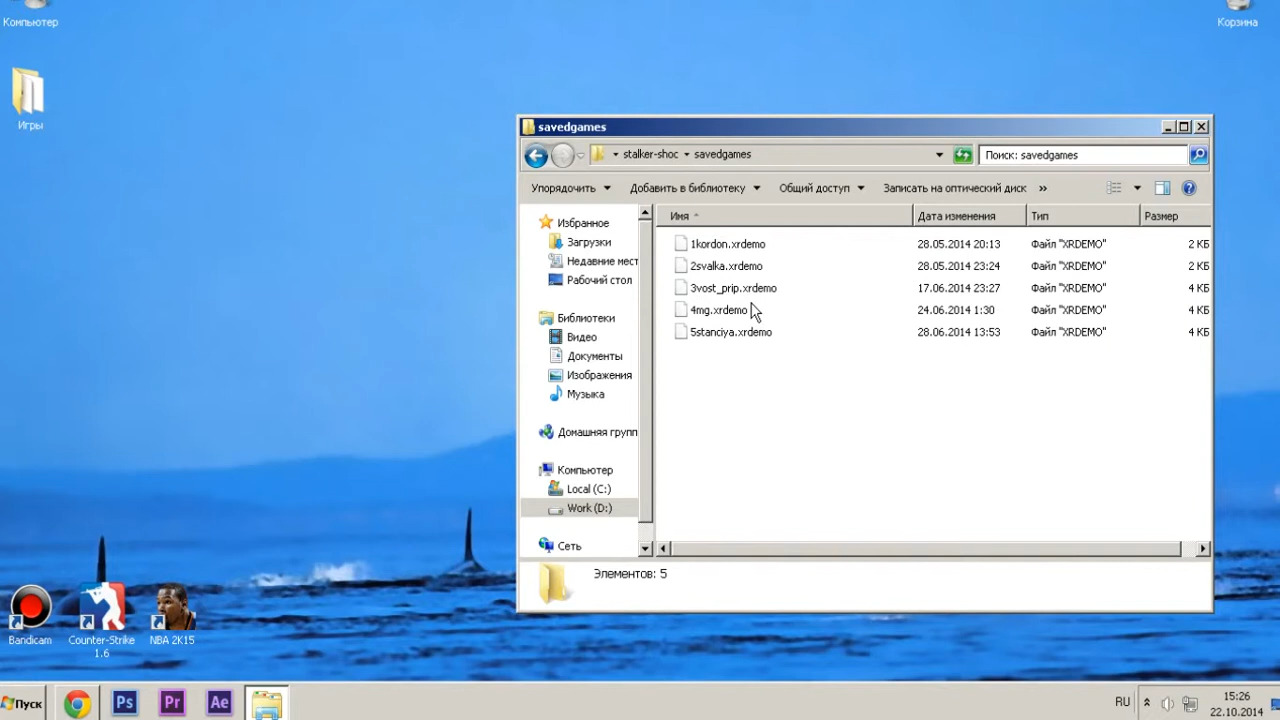 Компьютер
Корзина
Игры
savedgames
stalker-shoc savedgames
Поиск: savedgames
Упорядочить Добавить в библиотеку Общий доступ Записать на оптический диск »
Избранное
Загрузки
Недавние мест
Рабочий стол
Библиотеки
Видео
Документы
Изображения
Музыка
Домашняя групп
Компьютер
Local (C:)
Work (D:)
Сеть
Имя Дата изменения Тип Размер
1kordon.xrdemo 28.05.2014 20:13 Файл "XRDEMO" 2 КБ
2svalka.xrdemo 28.05.2014 23:24 Файл "XRDEMO" 2 КБ
3vost_prip.xrdemo 17.06.2014 23:27 Файл "XRDEMO" 4 КБ
4mg.xrdemo 24.06.2014 1:30 Файл "XRDEMO" 4 КБ
5stanciya.xrdemo 28.06.2014 13:53 Файл "XRDEMO" 4 КБ
Элементов: 5
Bandicam
Counter-Strike
1.6
NBA 2K15
Пуск
Ps
Pr
Ae
RU
15:26
22.10.2014